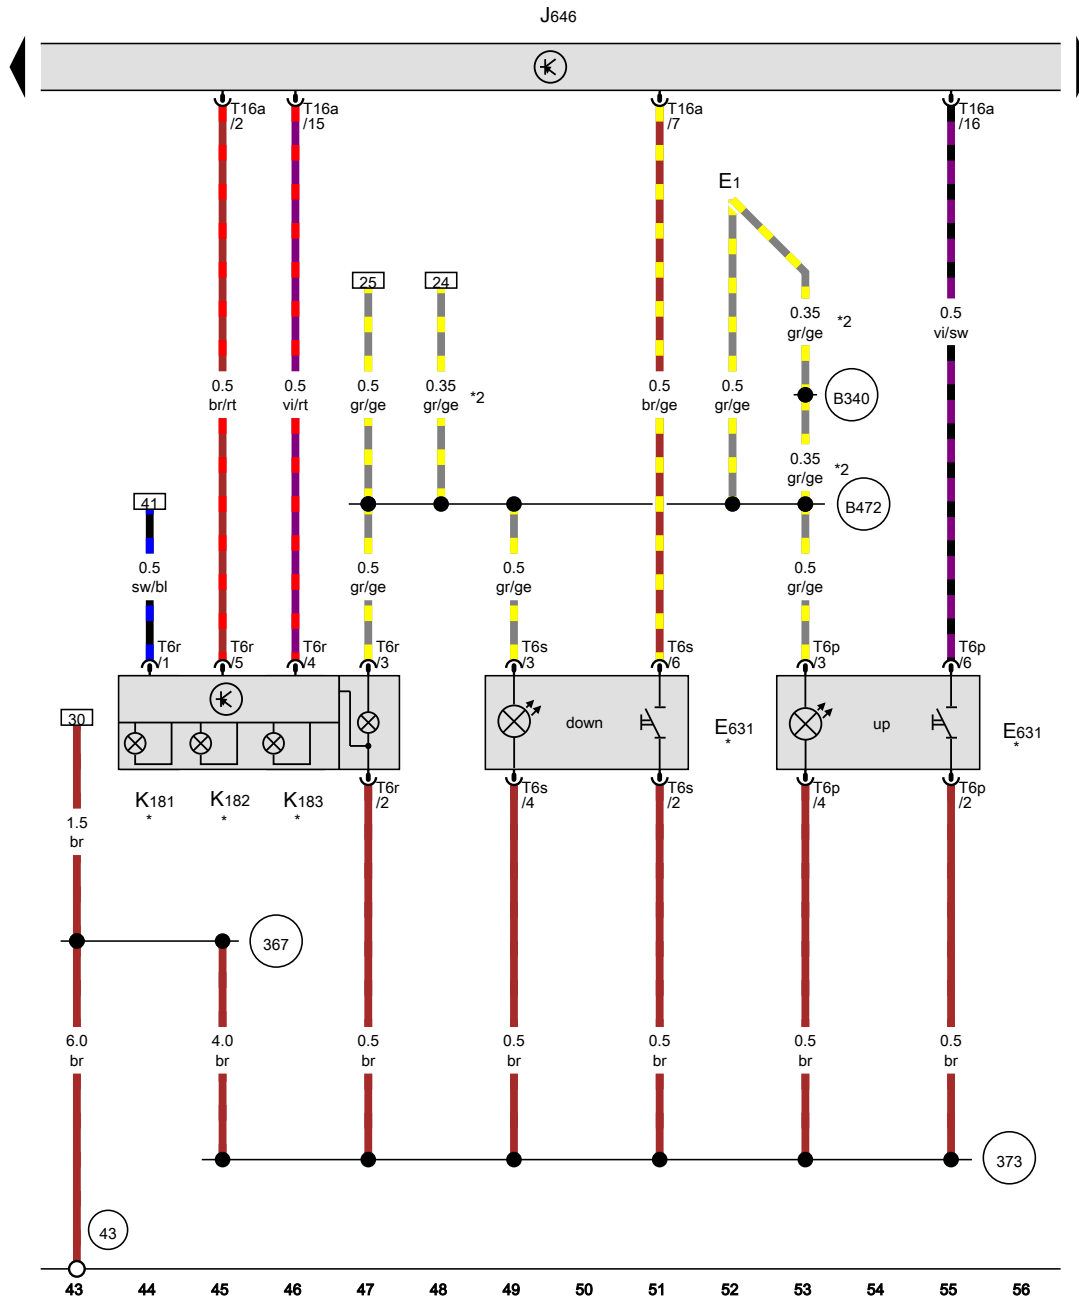 J646
T16a
/2
T16a
/15
T16a
/7
T16a
/16
E1
25
24
0.35
gr/ge
*2
0.5
vi/sw
0.5
br/rt
0.5
vi/rt
0.5
gr/ge
0.35
gr/ge
*2
0.5
br/ge
0.5
gr/ge
B340
0.35
gr/ge
*2
41
B472
0.5
sw/bl
0.5
gr/ge
0.5
gr/ge
0.5
gr/ge
T6r
/1
T6r
/5
T6r
/4
T6r
/3
T6s
/3
T6s
/6
T6p
/3
T6p
/6
30
down
E631
*
up
E631
*
K181
*
K182
*
K183
*
T6r
/2
T6s
/4
T6s
/2
T6p
/4
T6p
/2
1.5
br
367
6.0
br
4.0
br
0.5
br
0.5
br
0.5
br
0.5
br
0.5
br
373
43
43 44 45 46 47 48 49 50 51 52 53 54 55 56